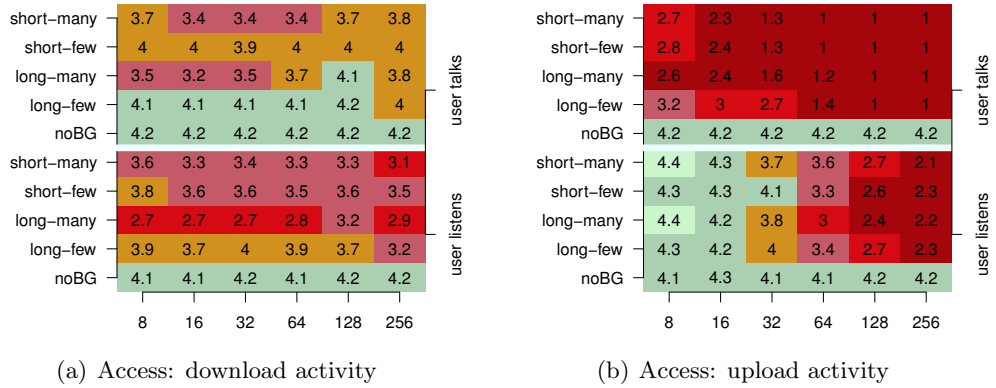 short−many 3.7 3.4 3.4 3.4 3.7 3.8
short−few 4 4 3.9 4 4 4
long−many 3.5 3.2 3.5 3.7 4.1 3.8
long−few 4.1 4.1 4.1 4.1 4.2 4
noBG 4.2 4.2 4.2 4.2 4.2 4.2
user talks
short−many 3.6 3.3 3.4 3.3 3.3 3.1
short−few 3.8 3.6 3.6 3.5 3.6 3.5
long−many 2.7 2.7 2.7 2.8 3.2 2.9
long−few 3.9 3.7 4 3.9 3.7 3.2
noBG 4.1 4.1 4.2 4.1 4.2 4.2
user listens
8 16 32 64 128 256
(a) Access: download activity
short−many 2.7 2.3 1.3 1 1 1
short−few 2.8 2.4 1.3 1 1 1
long−many 2.6 2.4 1.6 1.2 1 1
long−few 3.2 3 2.7 1.4 1 1
noBG 4.2 4.2 4.2 4.2 4.2 4.2
user talks
short−many 4.4 4.3 3.7 3.6 2.7 2.1
short−few 4.3 4.3 4.1 3.3 2.6 2.3
long−many 4.4 4.2 3.8 3 2.4 2.2
long−few 4.3 4.2 4 3.4 2.7 2.3
noBG 4.1 4.3 4.1 4.1 4.2 4.2
user listens
8 16 32 64 128 256
(b) Access: upload activity